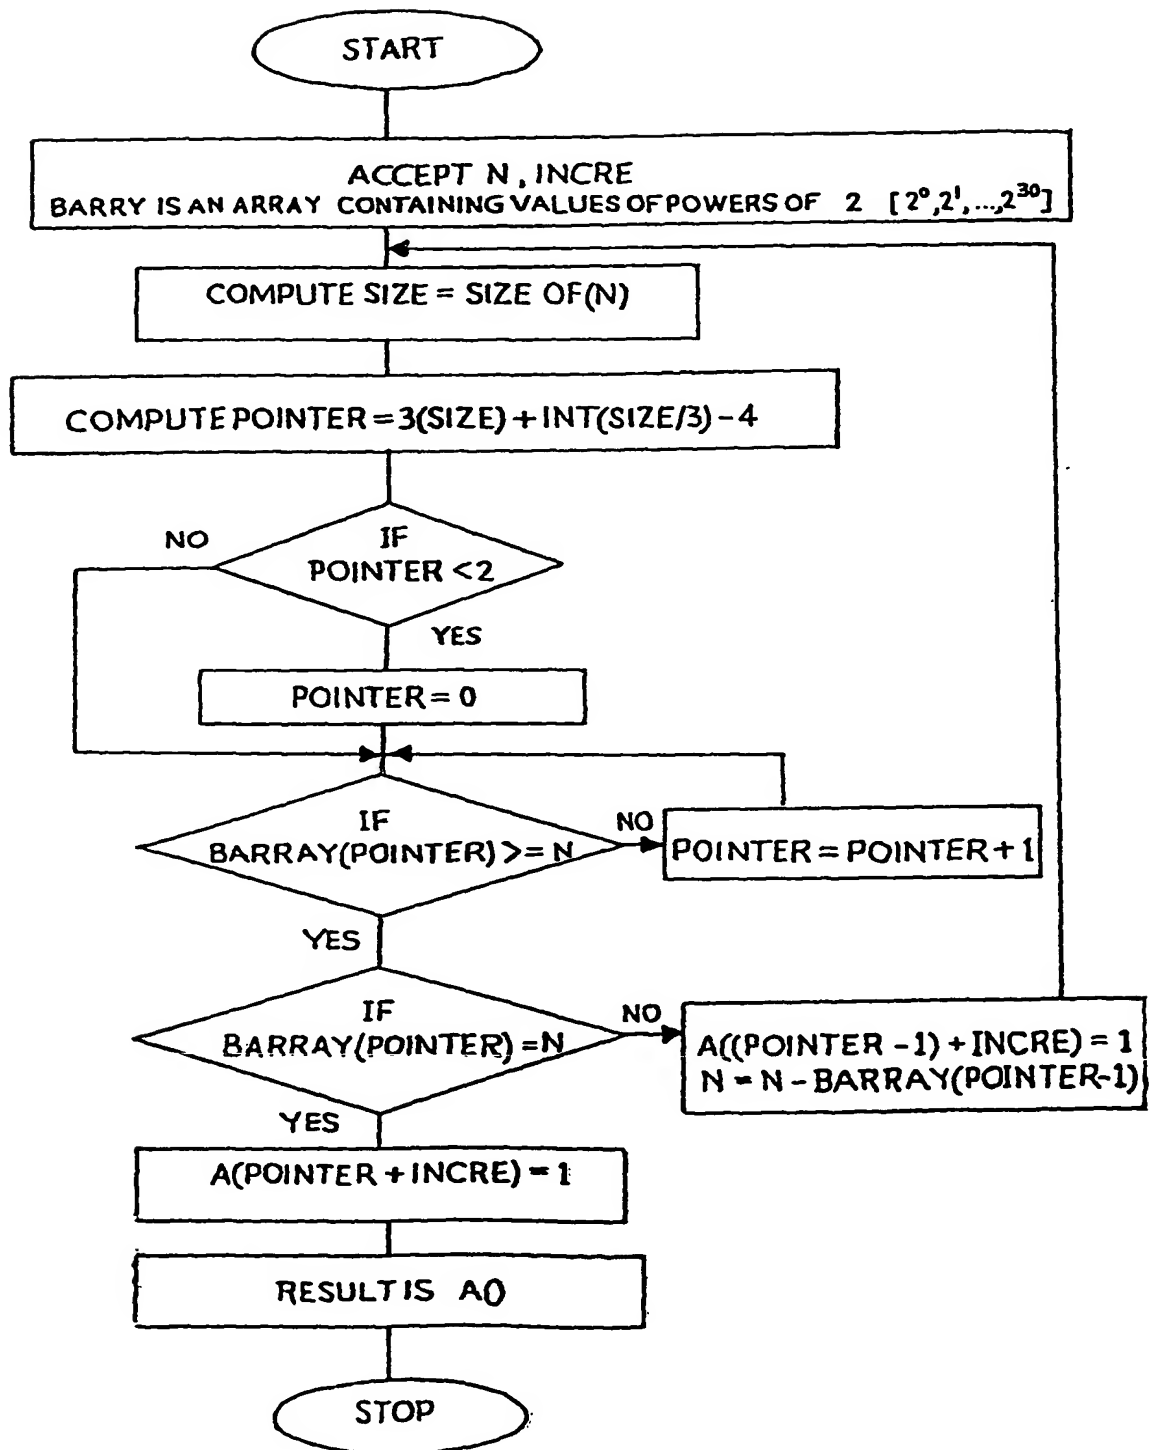 START
ACCEPT N, INCRE
BARRY IS AN ARRAY CONTAINING VALUES OF POWERS OF 2 [2⁰,2¹,...,2³⁰]
COMPUTE SIZE = SIZE OF(N)
COMPUTE POINTER = 3(SIZE) + INT(SIZE/3) - 4
NO
IF
POINTER <2
YES
POINTER = 0
IF
BARRAY(POINTER) >= N
NO
POINTER = POINTER + 1
YES
IF
BARRAY(POINTER) = N
NO
A((POINTER -1) + INCRE) = 1
N = N - BARRAY(POINTER-1)
YES
A(POINTER + INCRE) = 1
RESULT IS A()
STOP